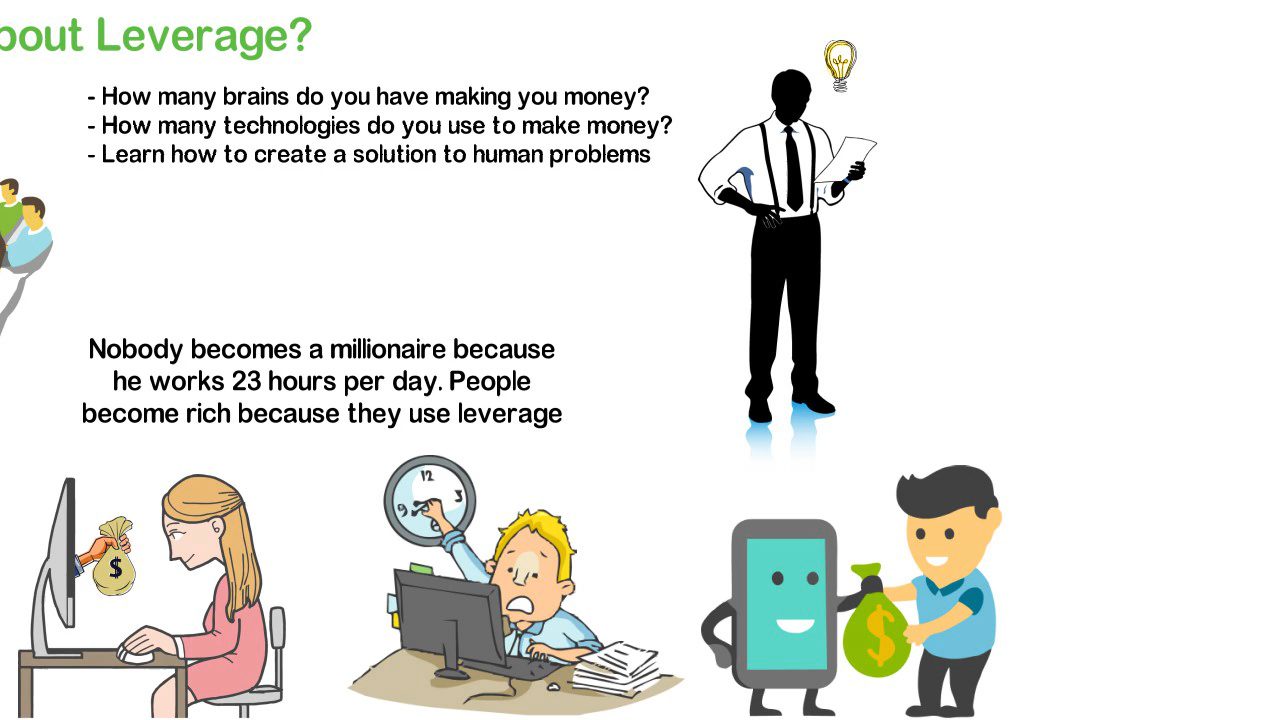 bout Leverage?
- How many brains do you have making you money?
- How many technologies do you use to make money?
- Learn how to create a solution to human problems
Nobody becomes a millionaire because
he works 23 hours per day. People
become rich because they use leverage
12
9 3
6
$
$